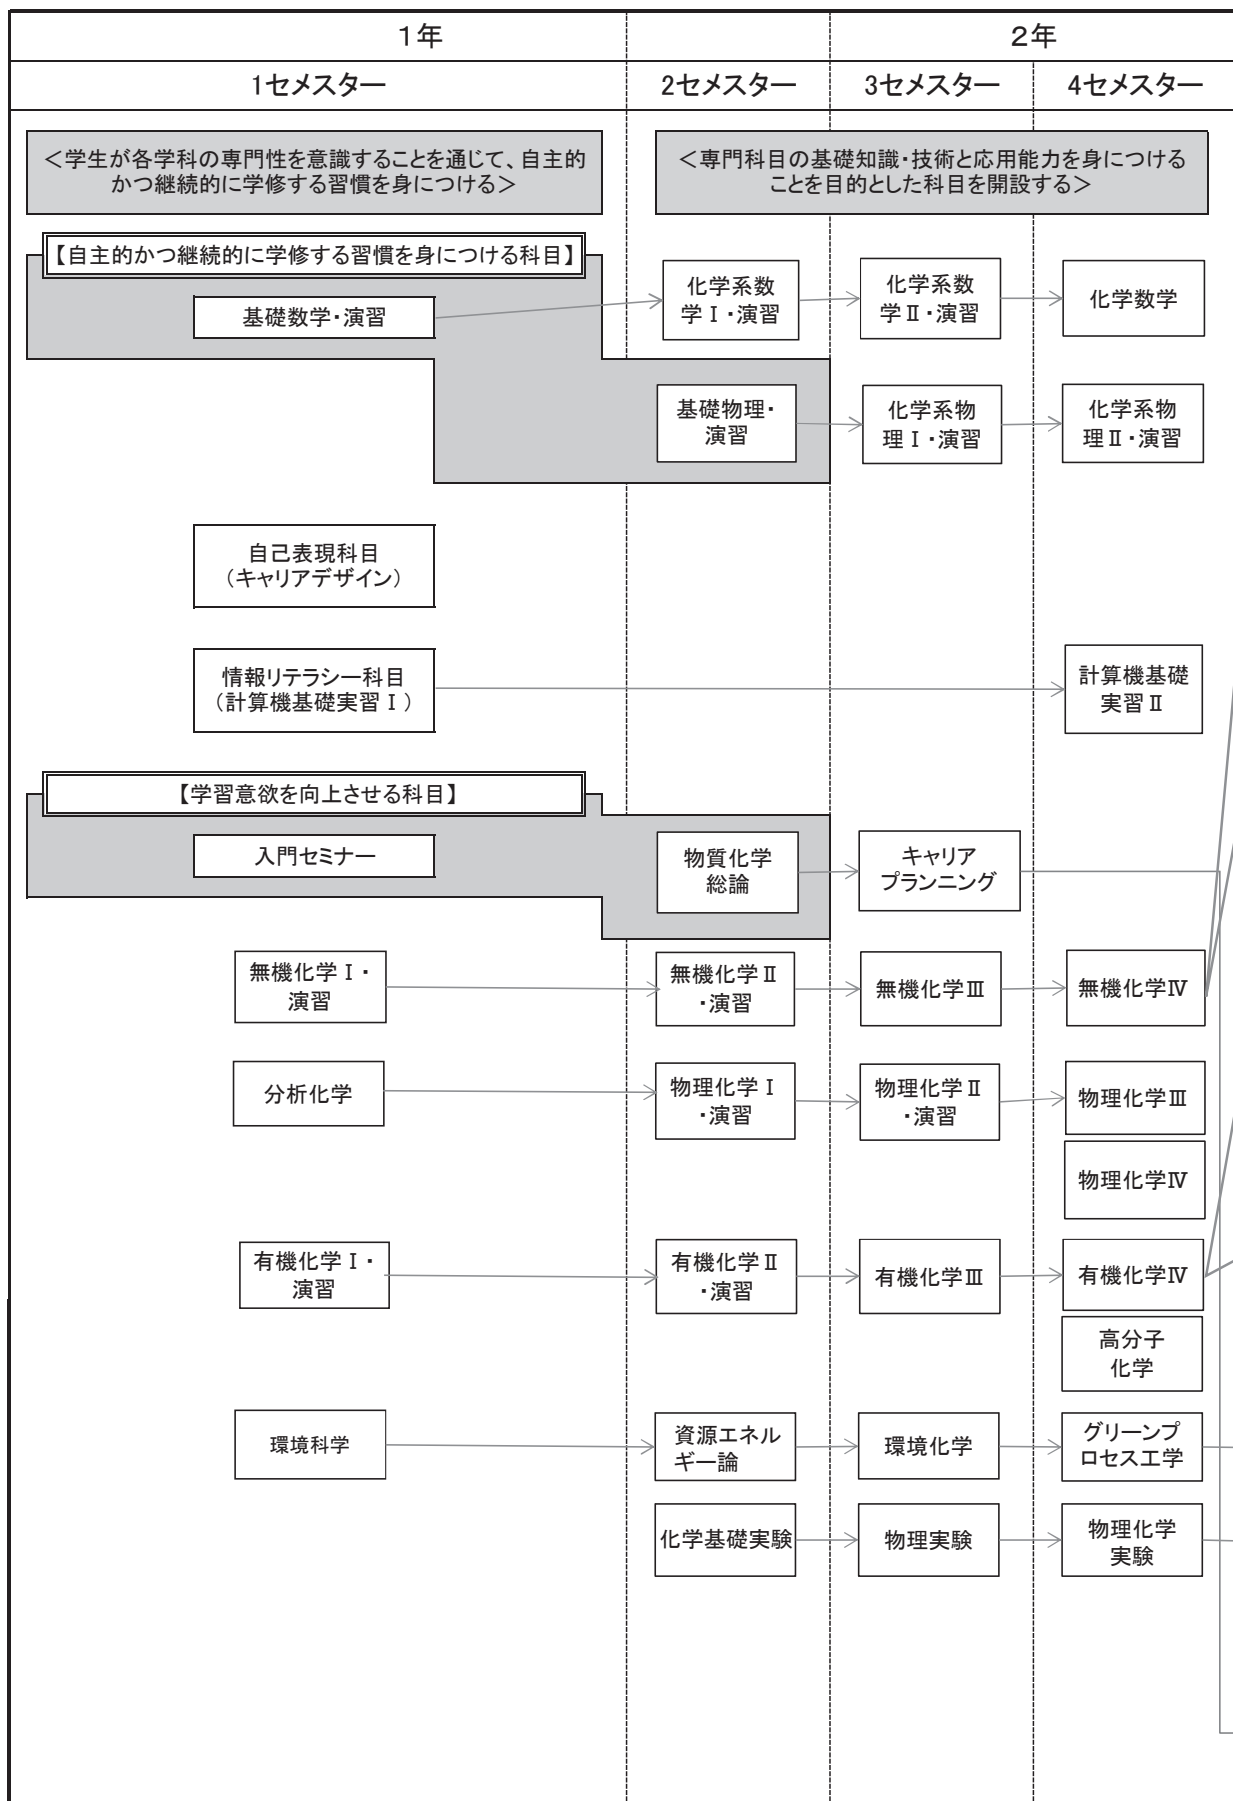 １年
２年
1セメスター
2セメスター
3セメスター
4セメスター
＜学生が各学科の専門性を意識することを通じて、自主的
かつ継続的に学修する習慣を身につける＞
＜専門科目の基礎知識・技術と応用能力を身につける
ことを目的とした科目を開設する＞
【自主的かつ継続的に学修する習慣を身につける科目】
基礎数学・演習
化学系数
学Ⅰ・演習
化学系数
学Ⅱ・演習
化学数学
基礎物理・
演習
化学系物
理Ⅰ・演習
化学系物
理Ⅱ・演習
自己表現科目
（キャリアデザイン）
情報リテラシー科目
（計算機基礎実習Ⅰ）
計算機基礎
実習Ⅱ
【学習意欲を向上させる科目】
入門セミナー
物質化学
総論
キャリア
プランニング
無機化学Ⅰ・
演習
無機化学Ⅱ
・演習
無機化学Ⅲ
無機化学Ⅳ
分析化学
物理化学Ⅰ
・演習
物理化学Ⅱ
・演習
物理化学Ⅲ
物理化学Ⅳ
有機化学Ⅰ・
演習
有機化学Ⅱ
・演習
有機化学Ⅲ
有機化学Ⅳ
高分子
化学
環境科学
資源エネル
ギー論
環境化学
グリーンプ
ロセス工学
化学基礎実験
物理実験
物理化学
実験